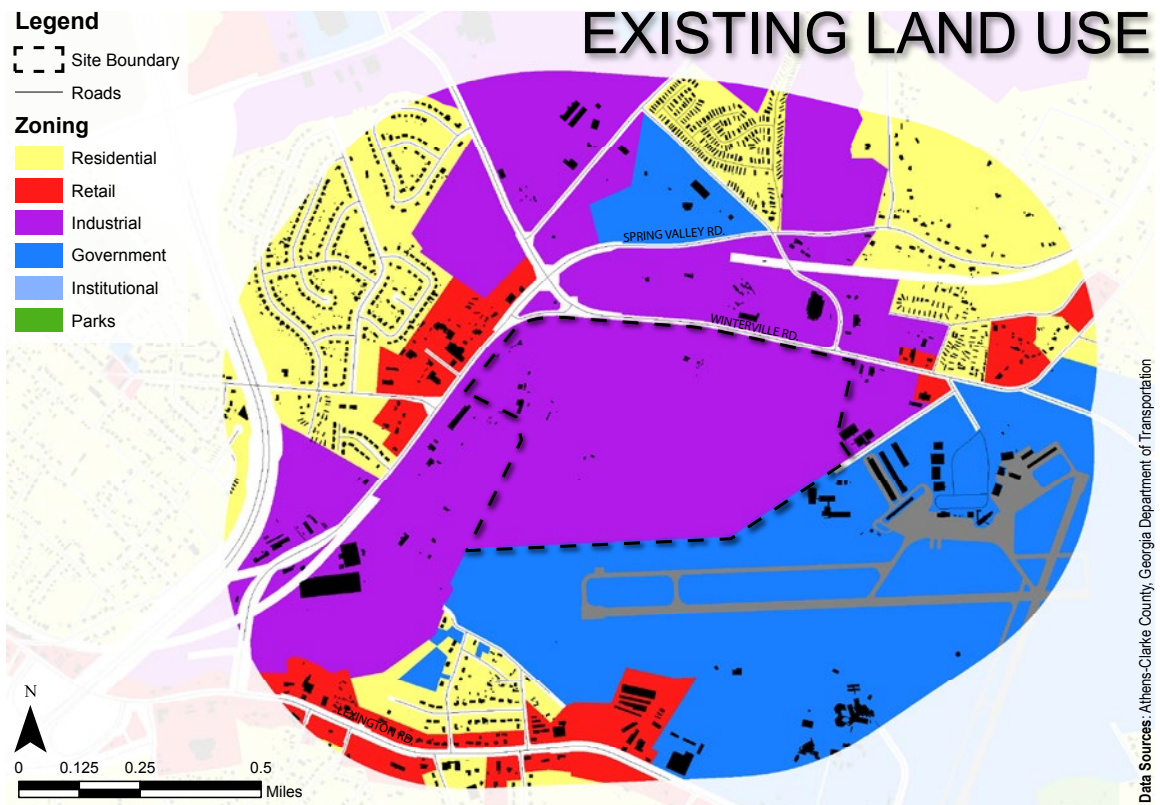 EXISTING LAND USE
Legend
Site Boundary
Roads
Zoning
Residential
Retail
Industrial
Government
Institutional
Parks
SPRING VALLEY RD.
WINTERVILLE RD.
LEXINGTON RD.
N
0 0.125 0.25 0.5
Miles
Data Sources: Athens-Clarke County, Georgia Department of Transportation